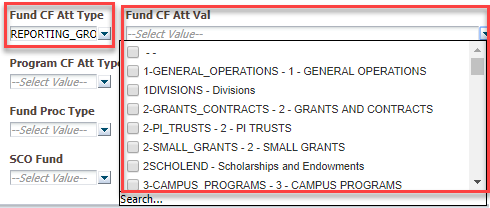 Fund CF Att Type
REPORTING_GRO
Program CF Att Type
--Select Value--
Fund Proc Type
--Select Value--
SCO Fund
--Select Value--
Fund CF Att Val
--Select Value--
- -
1-GENERAL_OPERATIONS - 1 - GENERAL OPERATIONS
1DIVISIONS - Divisions
2-GRANTS_CONTRACTS - 2 - GRANTS AND CONTRACTS
2-PI_TRUSTS - 2 - PI TRUSTS
2-SMALL_GRANTS - 2 - SMALL GRANTS
2SCHOLEND - Scholarships and Endowments
3-CAMPUS_PROGRAMS - 3 - CAMPUS PROGRAMS
Search...